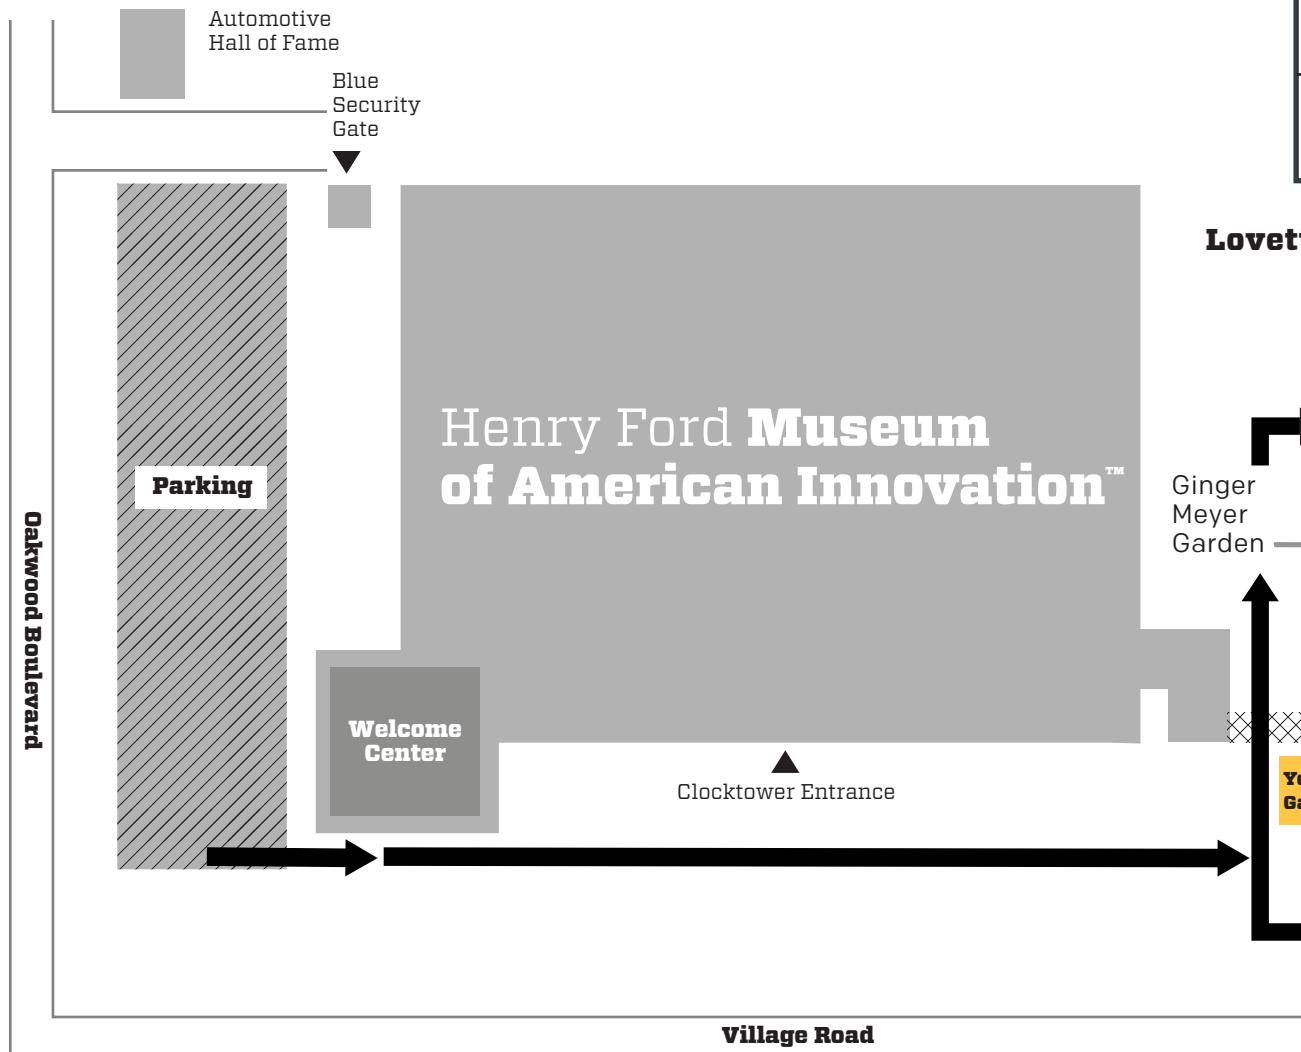 Automotive
Hall of Fame
Blue
Security
Gate
Henry Ford Museum
of American Innovation™
Parking
Ginger
Meyer
Garden
Oakwood Boulevard
Welcome
Center
Clocktower Entrance
Village Road